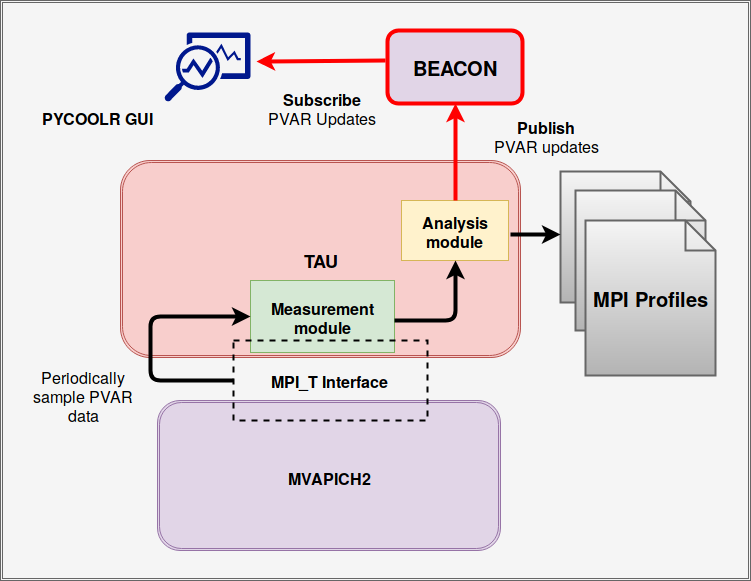 BEACON
Subscribe
PVAR Updates
PYCOOLR GUI
Publish
PVAR updates
Analysis
module
TAU
MPI Profiles
Measurement
module
Periodically
sample PVAR
data
MPI_T Interface
MVAPICH2